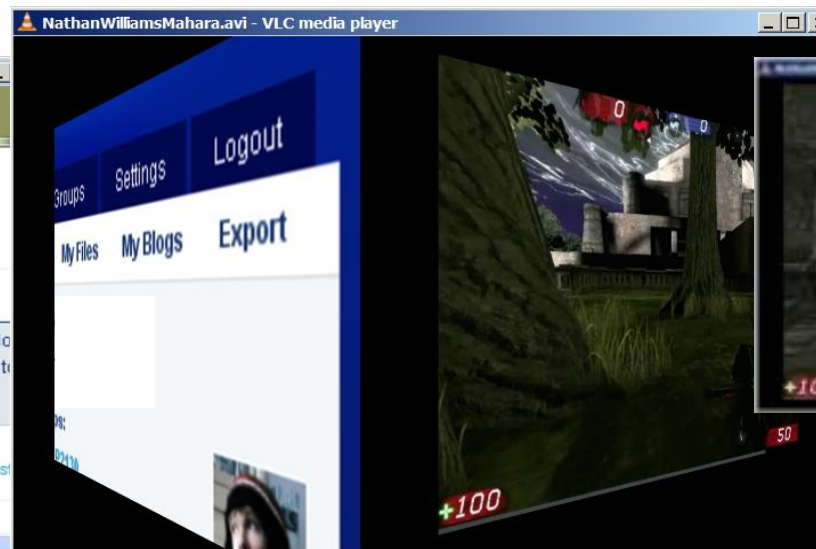 NathanWilliamsMahara.avi - VLC media player
Groups Settings Logout
My Files My Blogs Export
0 0
50
+100